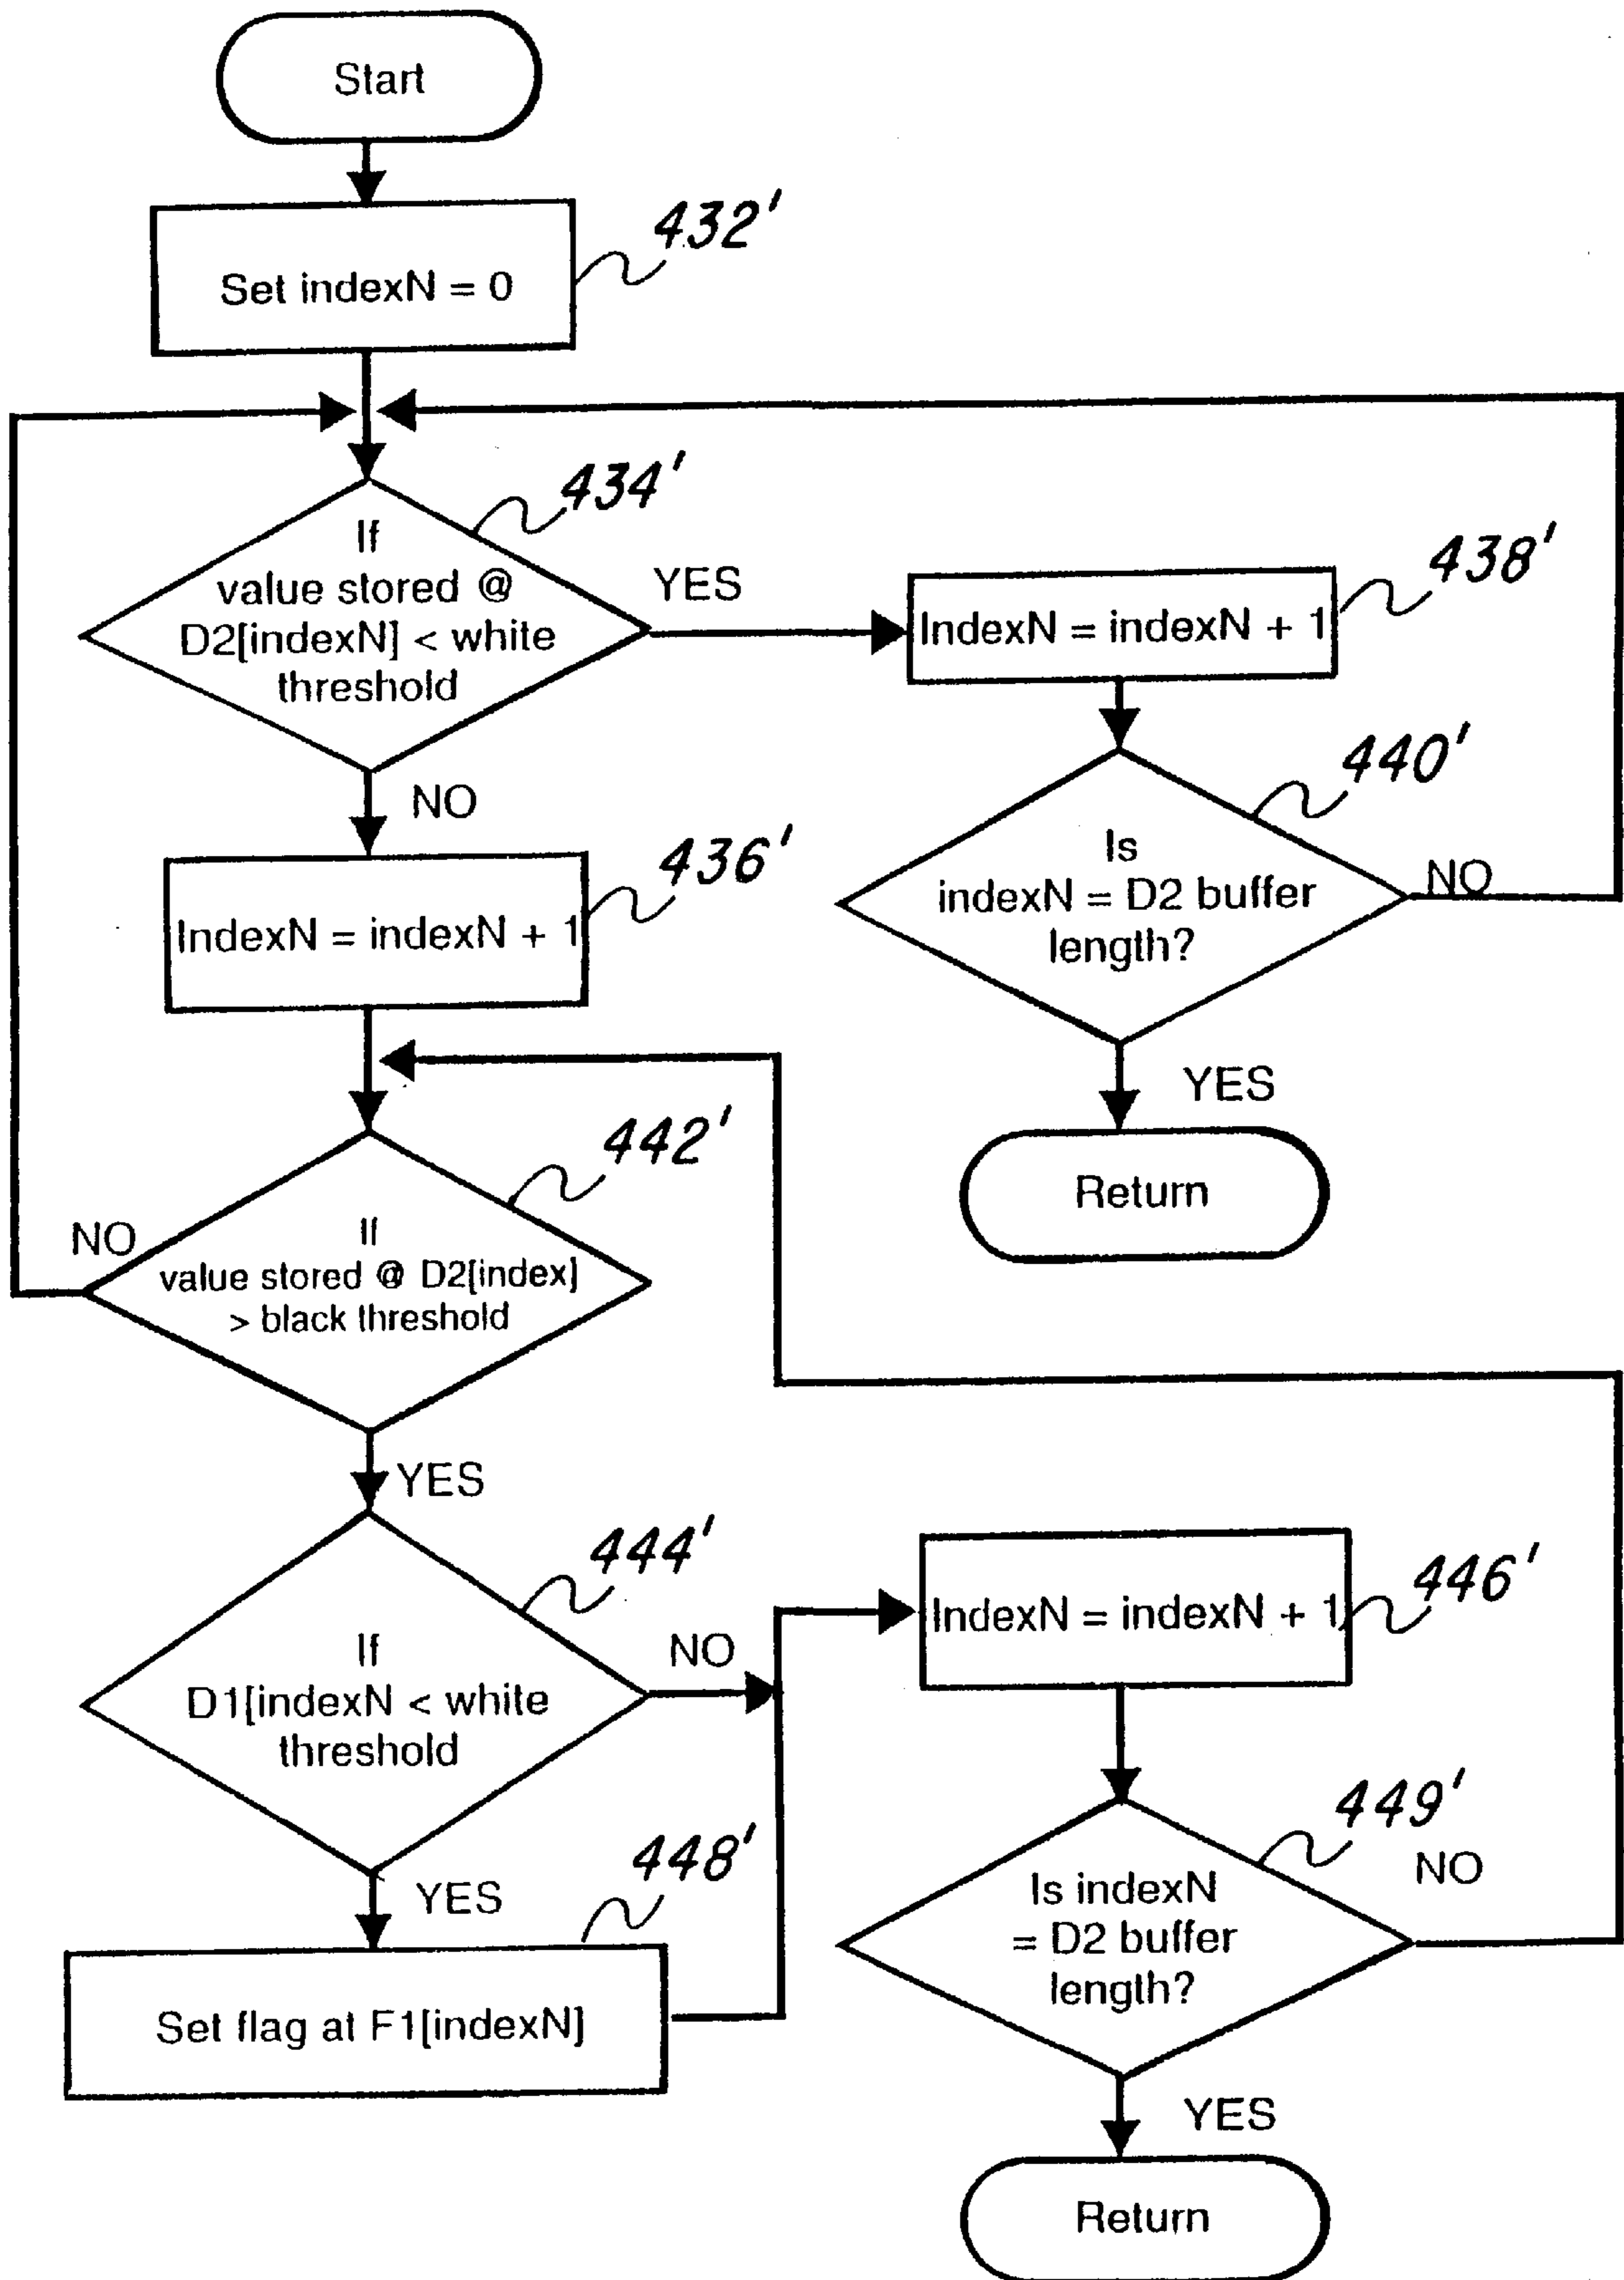 Start
432'
Set indexN = 0
434'
If
value stored @
D2[indexN] < white
threshold
YES
438'
IndexN = indexN + 1
NO
440'
Is
indexN = D2 buffer
length?
NO
436'
IndexN = indexN + 1
YES
Return
442'
NO
If
value stored @ D2[index]
> black threshold
YES
444'
If
D1[indexN < white
threshold
NO
446'
IndexN = indexN + 1
YES
448'
Set flag at F1[indexN]
449'
Is indexN
= D2 buffer
length?
NO
YES
Return